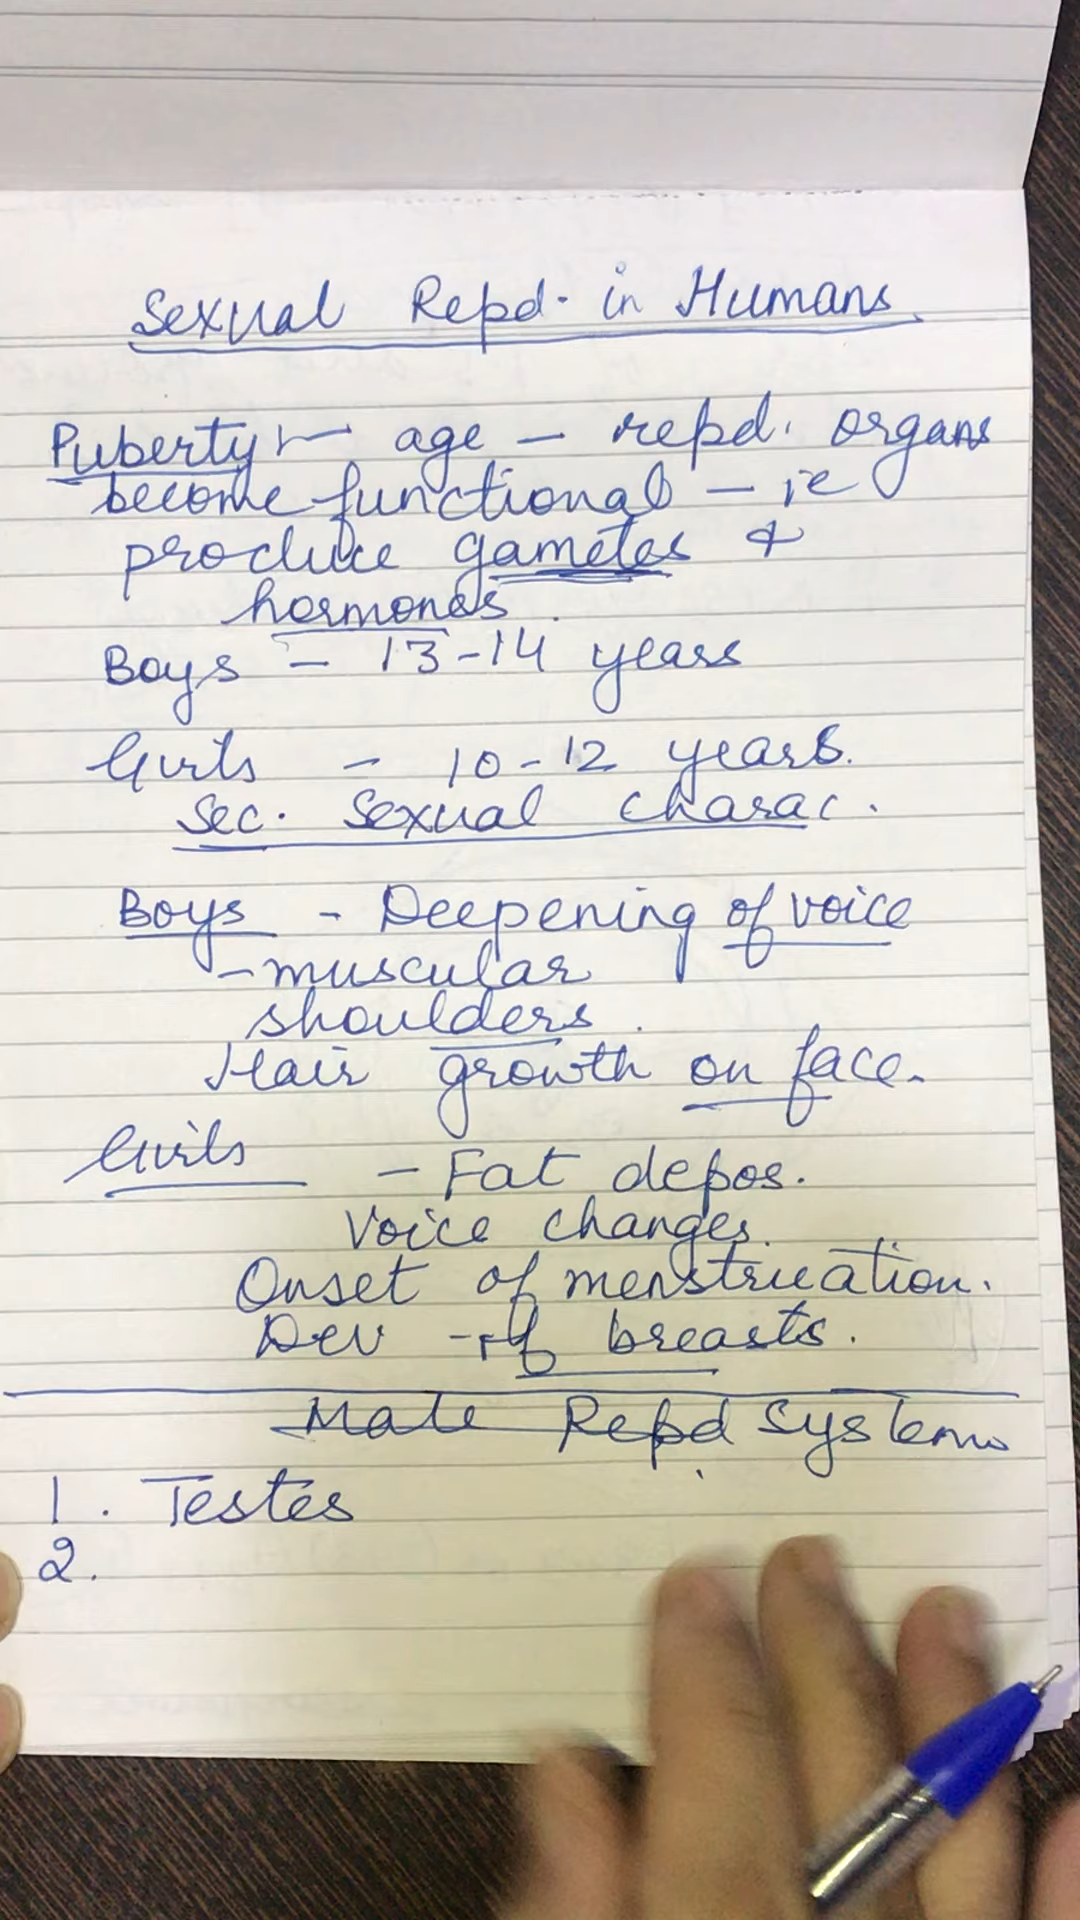 Sexual Repd. in Humans.
Puberty :- age - repd. organs
become functional - ie
produce gametes &
hormones.
Boys - 13-14 years
Girls - 10-12 years.
Sec. Sexual Charac.
Boys - Deepening of voice
- muscular
shoulders.
Hair growth on face.
Girls - Fat depos.
Voice changes.
Onset of menstruation.
Dev - of breasts.
Male Repd System
1. Testes
2.